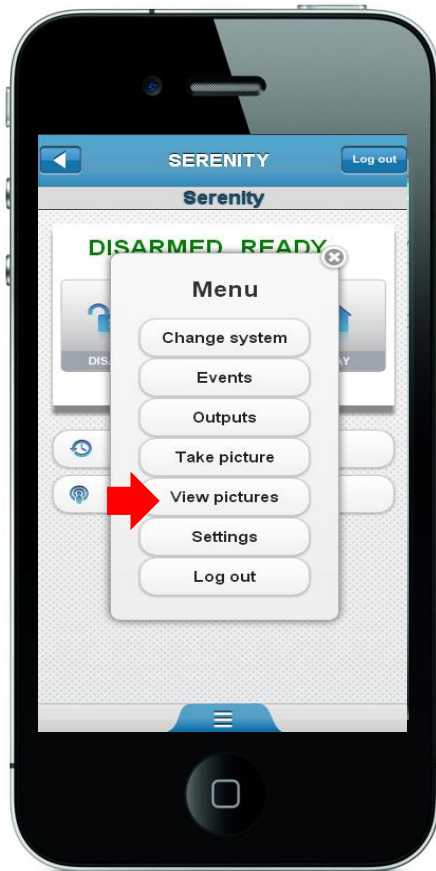 SERENITY
Log out
Serenity
DISARMED READY
Menu
Change system
Events
Outputs
Take picture
View pictures
Settings
Log out